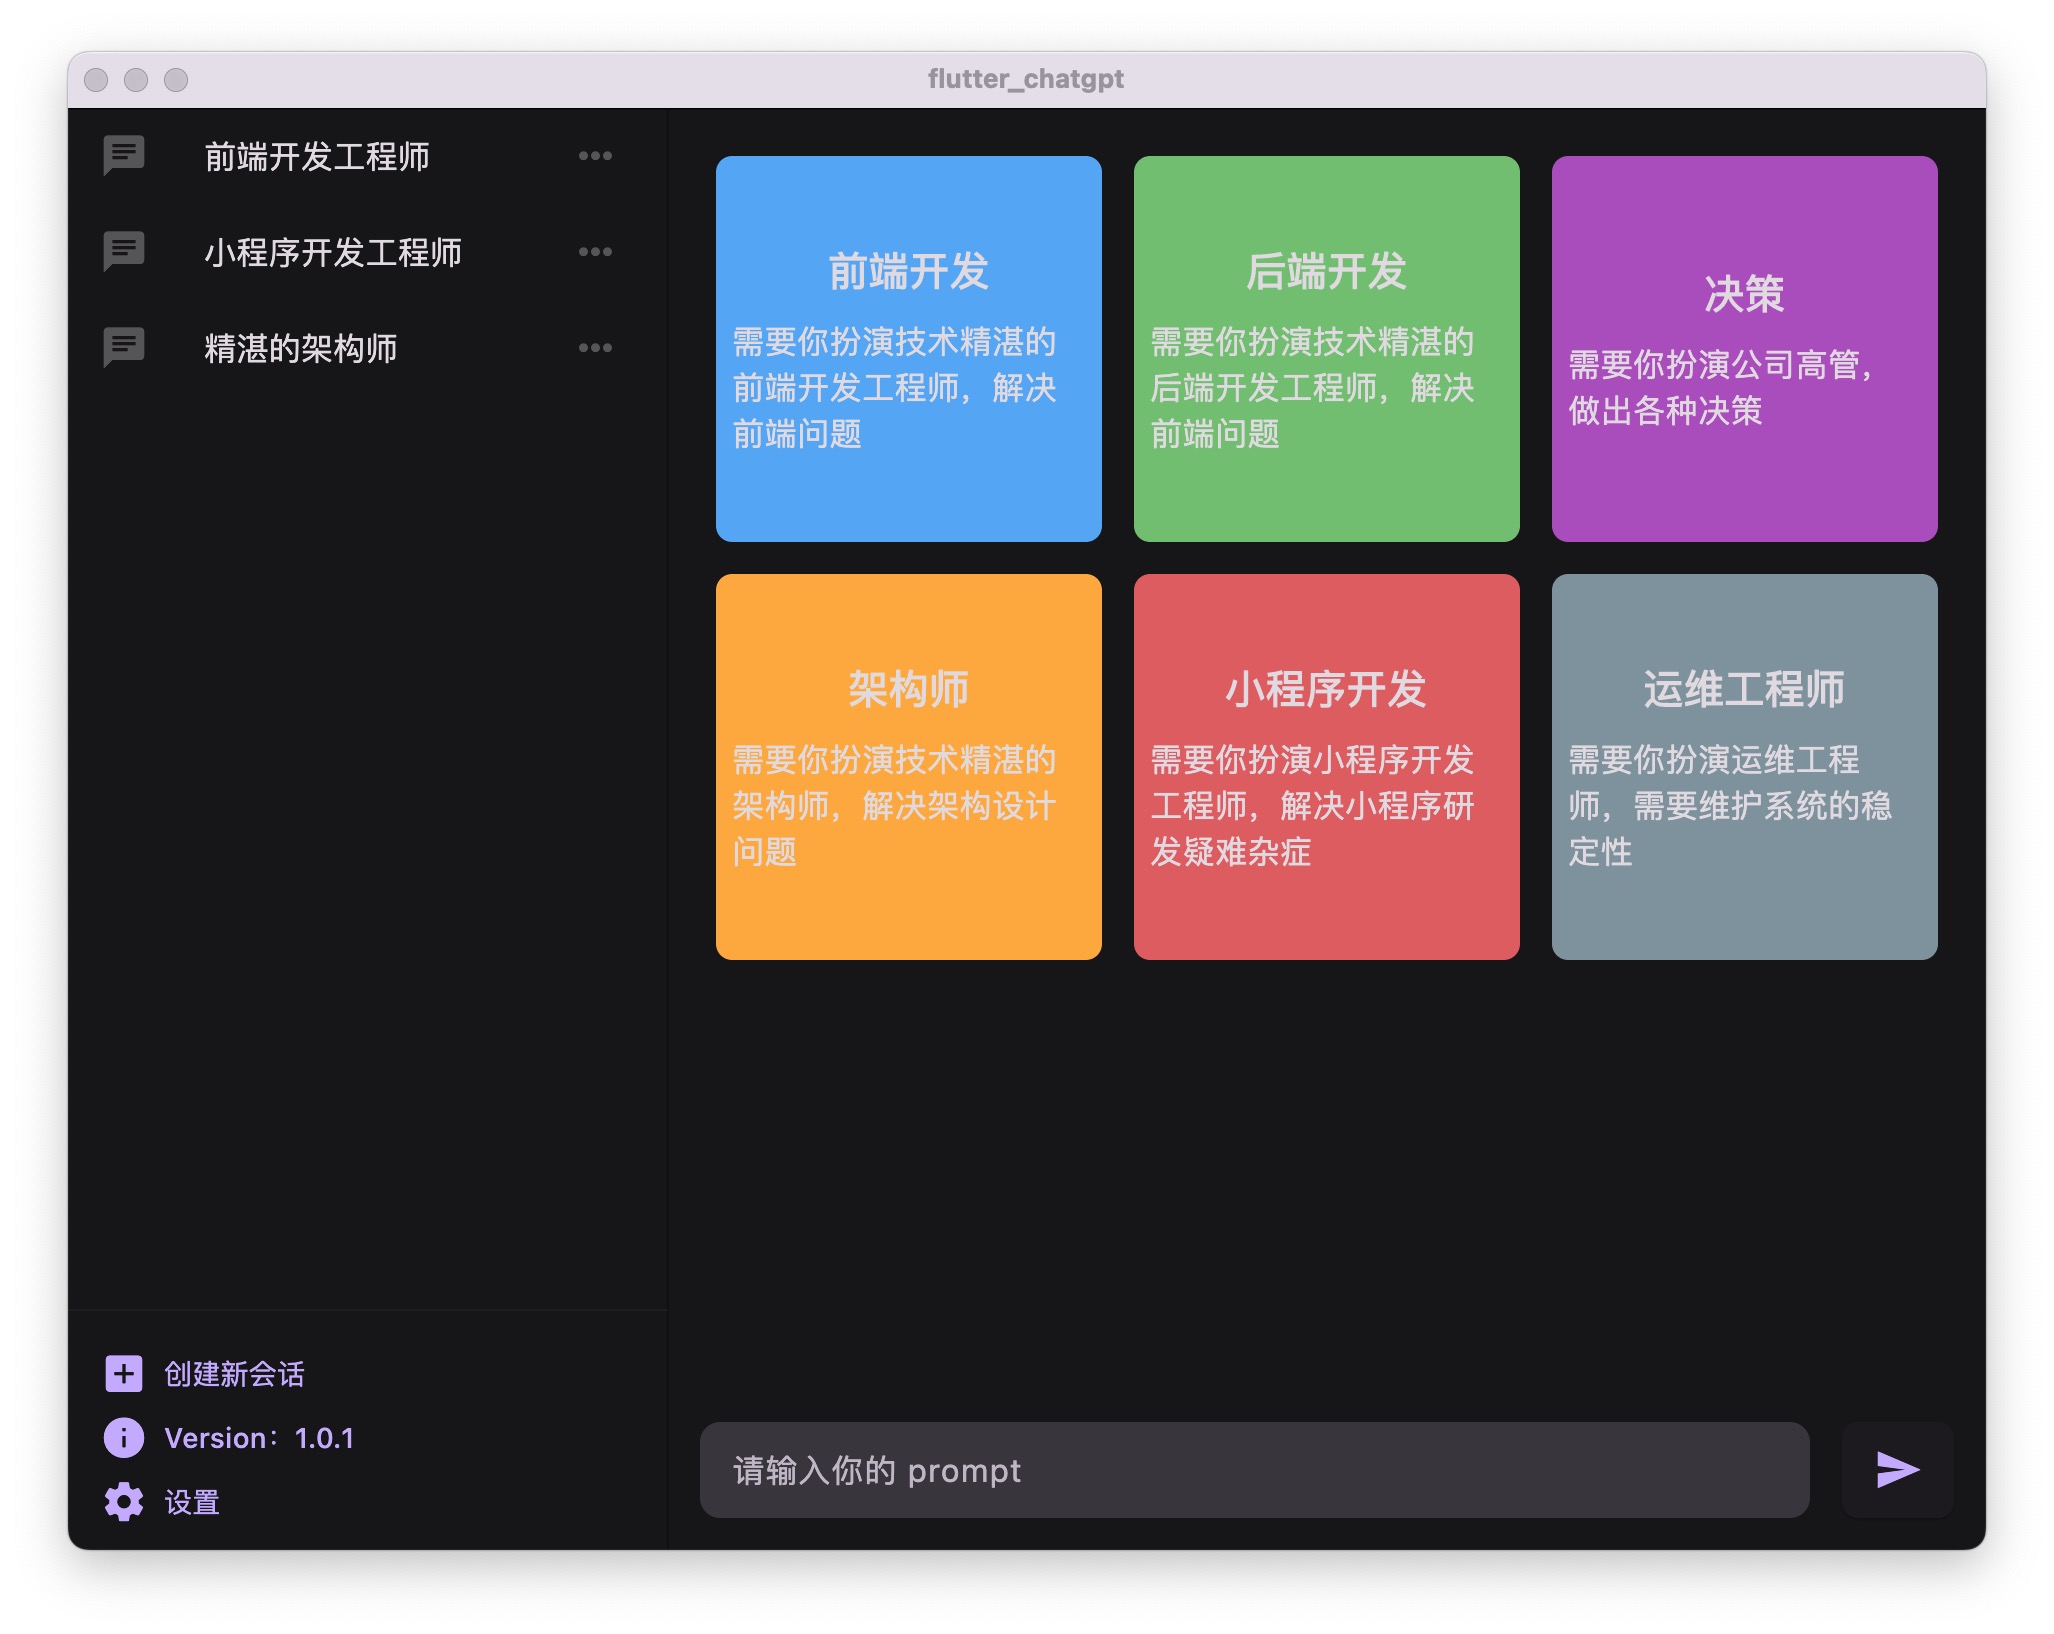 flutter_chatgpt
前端开发工程师
小程序开发工程师
精湛的架构师
创建新会话
Version：1.0.1
设置
前端开发
需要你扮演技术精湛的
前端开发工程师，解决
前端问题
后端开发
需要你扮演技术精湛的
后端开发工程师，解决
前端问题
决策
需要你扮演公司高管，
做出各种决策
架构师
需要你扮演技术精湛的
架构师，解决架构设计
问题
小程序开发
需要你扮演小程序开发
工程师，解决小程序研
发疑难杂症
运维工程师
需要你扮演运维工程
师，需要维护系统的稳
定性
请输入你的 prompt